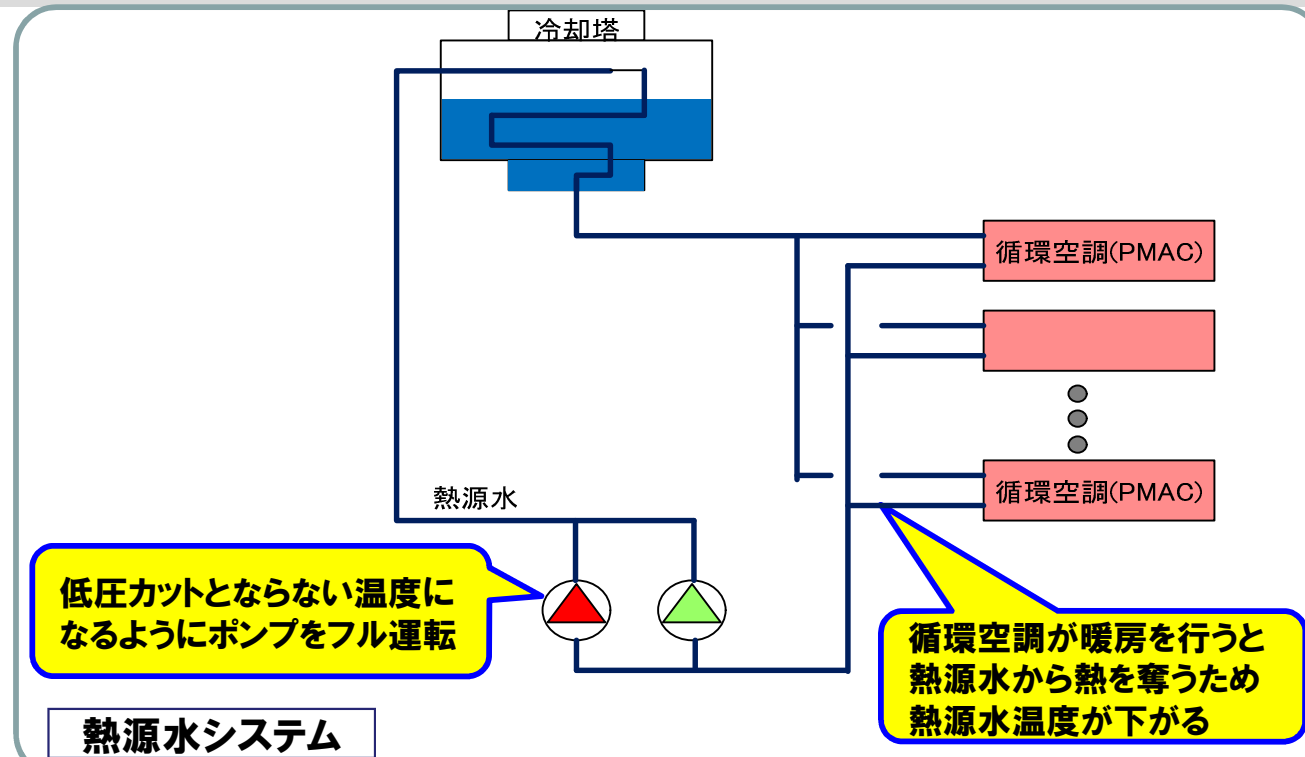 冷却塔
循環空調(PMAC)
循環空調(PMAC)
熱源水
低圧カットとならない温度に
なるようにポンプをフル運転
循環空調が暖房を行うと
熱源水から熱を奪うため
熱源水温度が下がる
熱源水システム